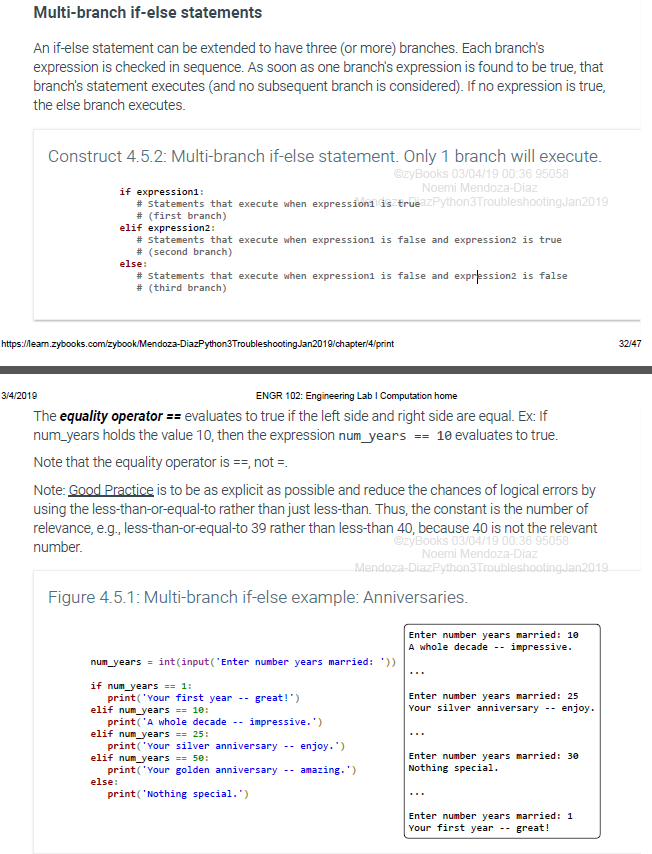 Multi-branch if-else statements
An if-else statement can be extended to have three (or more) branches. Each branch's
expression is checked in sequence. As soon as one branch's expression is found to be true, that
branch's statement executes (and no subsequent branch is considered). If no expression is true,
the else branch executes.
Construct 4.5.2: Multi-branch if-else statement. Only 1 branch will execute.
©zyBooks 03/04/19 00:36 95058
Noemi Mendoza-Diaz
Mendoza-DiazPython3TroubleshootingJan2019
if expression1:
# Statements that execute when expression1 is true
# (first branch)
elif expression2:
# Statements that execute when expression1 is false and expression2 is true
# (second branch)
else:
# Statements that execute when expression1 is false and expression2 is false
# (third branch)
https://learn.zybooks.com/zybook/Mendoza-DiazPython3TroubleshootingJan2019/chapter/4/print 32/47
3/4/2019 ENGR 102: Engineering Lab I Computation home
The equality operator == evaluates to true if the left side and right side are equal. Ex: If
num_years holds the value 10, then the expression num_years == 10 evaluates to true.
Note that the equality operator is ==, not =.
Note: Good Practice is to be as explicit as possible and reduce the chances of logical errors by
using the less-than-or-equal-to rather than just less-than. Thus, the constant is the number of
relevance, e.g., less-than-or-equal-to 39 rather than less-than 40, because 40 is not the relevant
number.
©zyBooks 03/04/19 00:36 95058
Noemi Mendoza-Diaz
Mendoza-DiazPython3TroubleshootingJan2019
Figure 4.5.1: Multi-branch if-else example: Anniversaries.
num_years = int(input('Enter number years married: '))
if num_years == 1:
print('Your first year -- great!')
elif num_years == 10:
print('A whole decade -- impressive.')
elif num_years == 25:
print('Your silver anniversary -- enjoy.')
elif num_years == 50:
print('Your golden anniversary -- amazing.')
else:
print('Nothing special.')
Enter number years married: 10
A whole decade -- impressive.
...
Enter number years married: 25
Your silver anniversary -- enjoy.
...
Enter number years married: 30
Nothing special.
...
Enter number years married: 1
Your first year -- great!